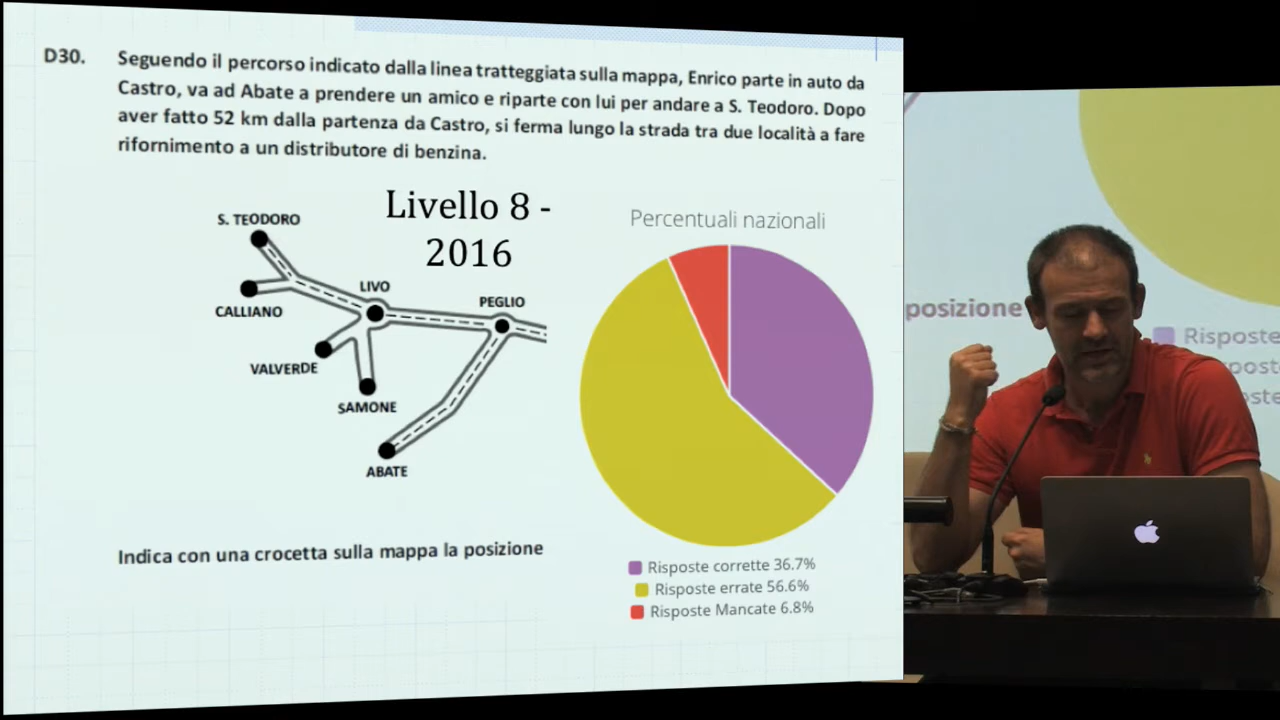 D30. Seguendo il percorso indicato dalla linea tratteggiata sulla mappa, Enrico parte in auto da
Castro, va ad Abate a prendere un amico e riparte con lui per andare a S. Teodoro. Dopo
aver fatto 52 km dalla partenza da Castro, si ferma lungo la strada tra due località a fare
rifornimento a un distributore di benzina.
Livello 8 -
2016
S. TEODORO
LIVO
CALLIANO
PEGLIO
VALVERDE
SAMONE
ABATE
Indica con una crocetta sulla mappa la posizione
Percentuali nazionali
Risposte corrette 36.7%
Risposte errate 56.6%
Risposte Mancate 6.8%
posizione
Risposte